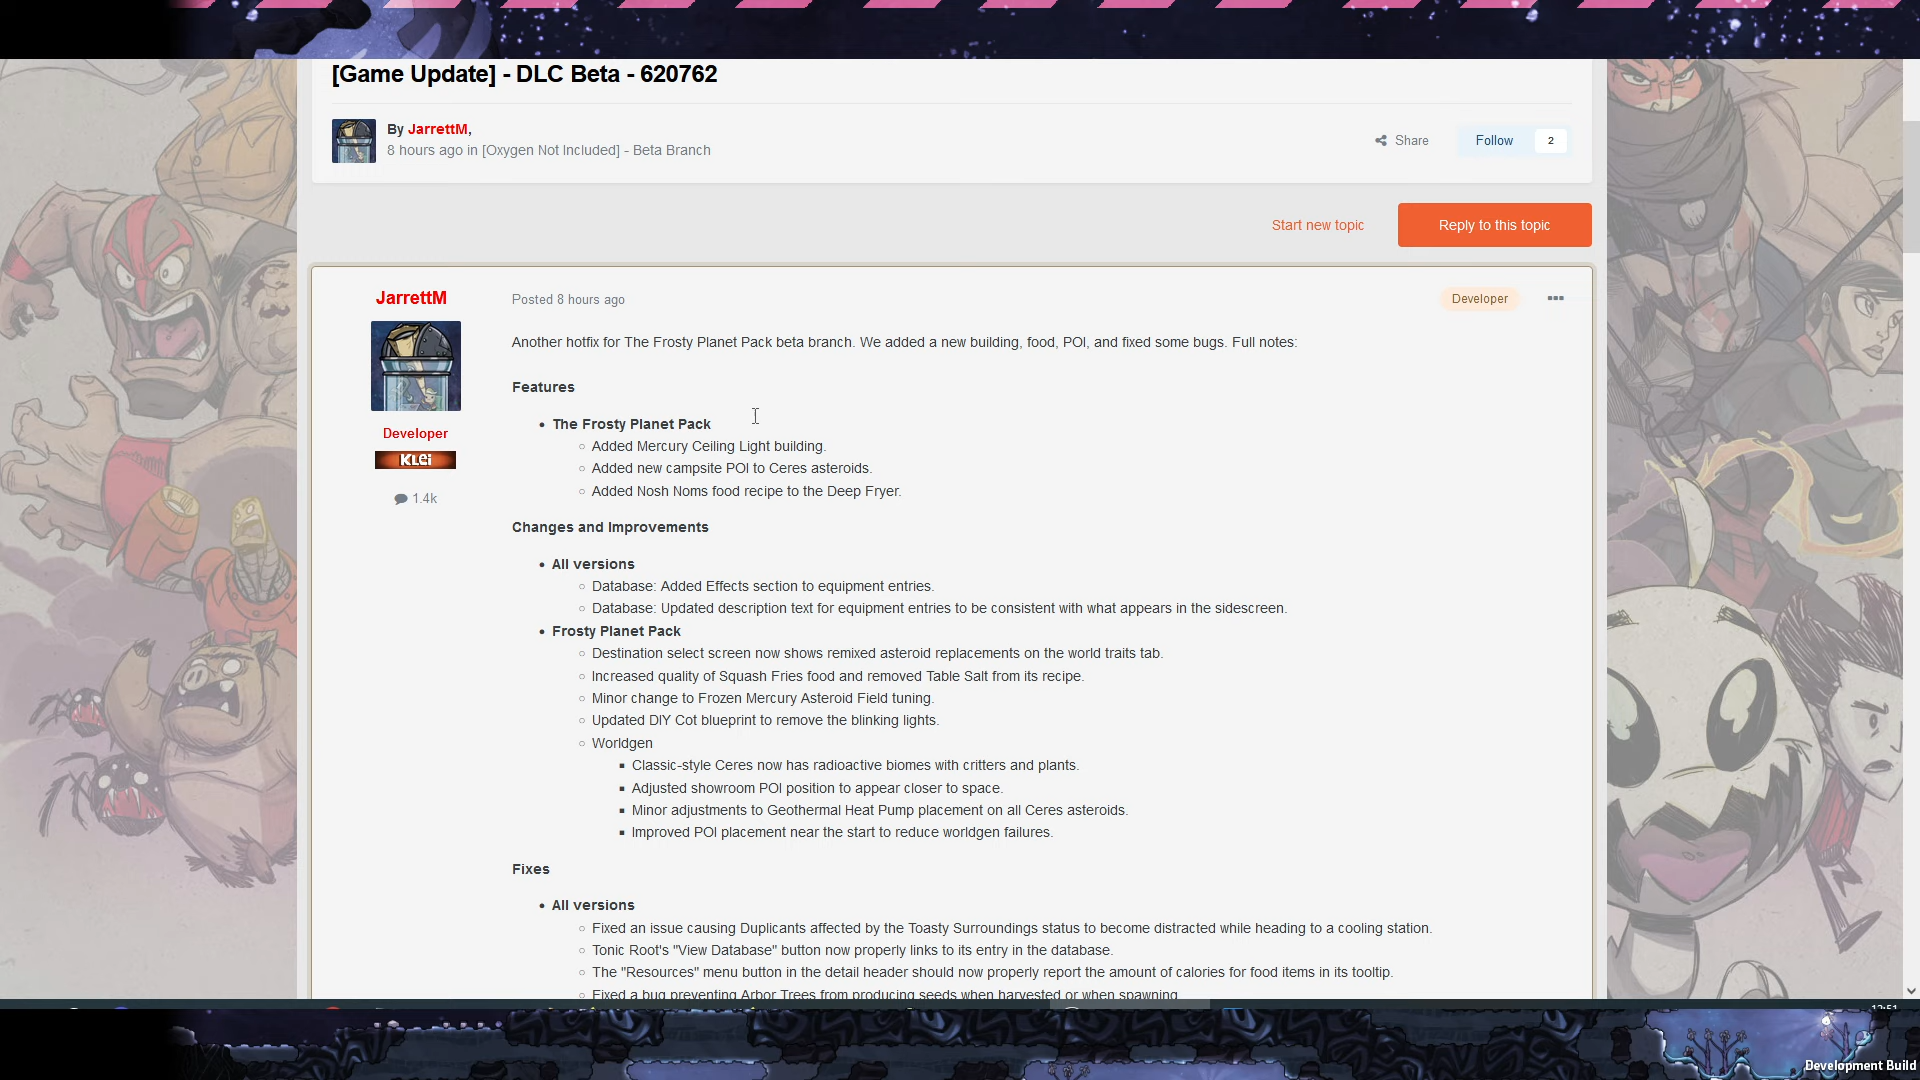 [Game Update] - DLC Beta - 620762
By JarrettM,
8 hours ago in [Oxygen Not Included] - Beta Branch
Share
Follow 2
Start new topic
Reply to this topic
JarrettM
Posted 8 hours ago
Developer
Another hotfix for The Frosty Planet Pack beta branch. We added a new building, food, POI, and fixed some bugs. Full notes:
Features
The Frosty Planet Pack
Developer
Added Mercury Ceiling Light building.
KLei
Added new campsite POI to Ceres asteroids.
Added Nosh Noms food recipe to the Deep Fryer.
1.4k
Changes and Improvements
All versions
Database: Added Effects section to equipment entries.
Database: Updated description text for equipment entries to be consistent with what appears in the sidescreen.
Frosty Planet Pack
Destination select screen now shows remixed asteroid replacements on the world traits tab.
Increased quality of Squash Fries food and removed Table Salt from its recipe.
Minor change to Frozen Mercury Asteroid Field tuning.
Updated DIY Cot blueprint to remove the blinking lights.
Worldgen
Classic-style Ceres now has radioactive biomes with critters and plants.
Adjusted showroom POI position to appear closer to space.
Minor adjustments to Geothermal Heat Pump placement on all Ceres asteroids.
Improved POI placement near the start to reduce worldgen failures.
Fixes
All versions
Fixed an issue causing Duplicants affected by the Toasty Surroundings status to become distracted while heading to a cooling station.
Tonic Root's "View Database" button now properly links to its entry in the database.
The "Resources" menu button in the detail header should now properly report the amount of calories for food items in its tooltip.
Fixed a bug preventing Arbor Trees from producing seeds when harvested or when spawning
Development Build